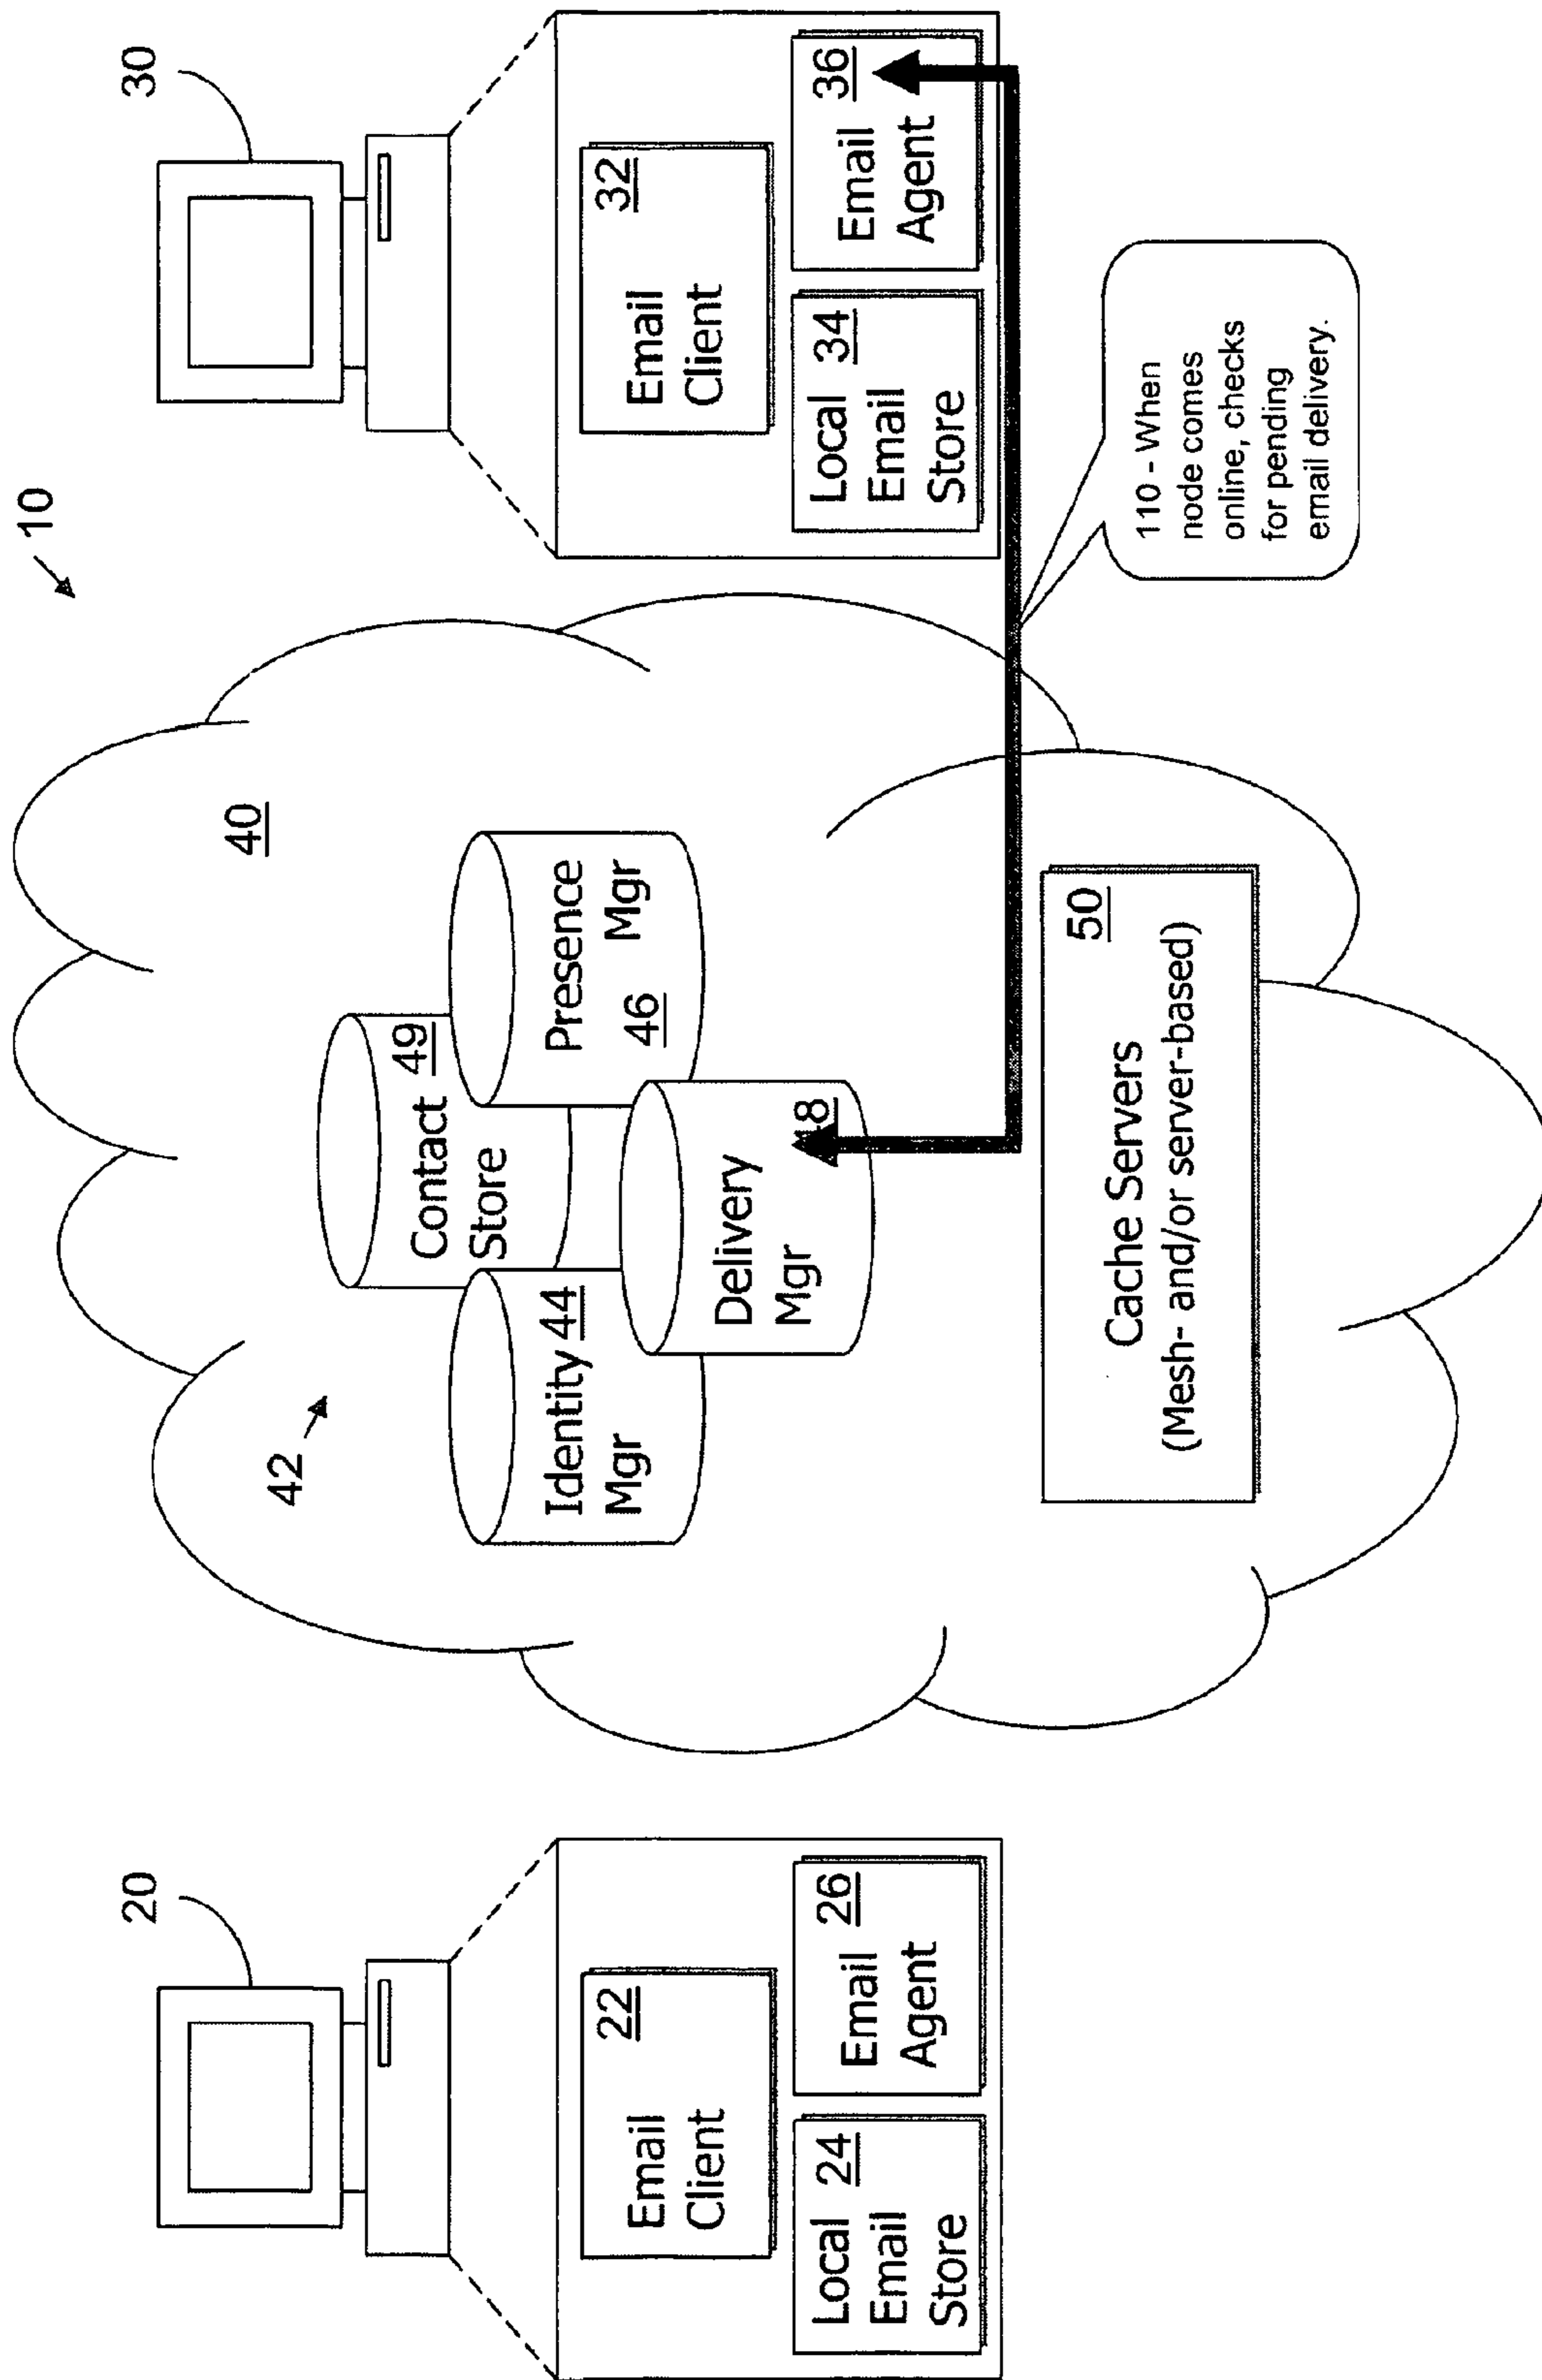 10
20
Email 22
Client
Local 24
Email
Store
Email 26
Agent
42
40
Contact 49
Store
Identity 44
Mgr
Presence
46 Mgr
Delivery
Mgr
Cache Servers 50
(Mesh- and/or server-based)
30
Email 32
Client
Local 34
Email
Store
Email 36
Agent
110 - When
node comes
online, checks
for pending
email delivery.